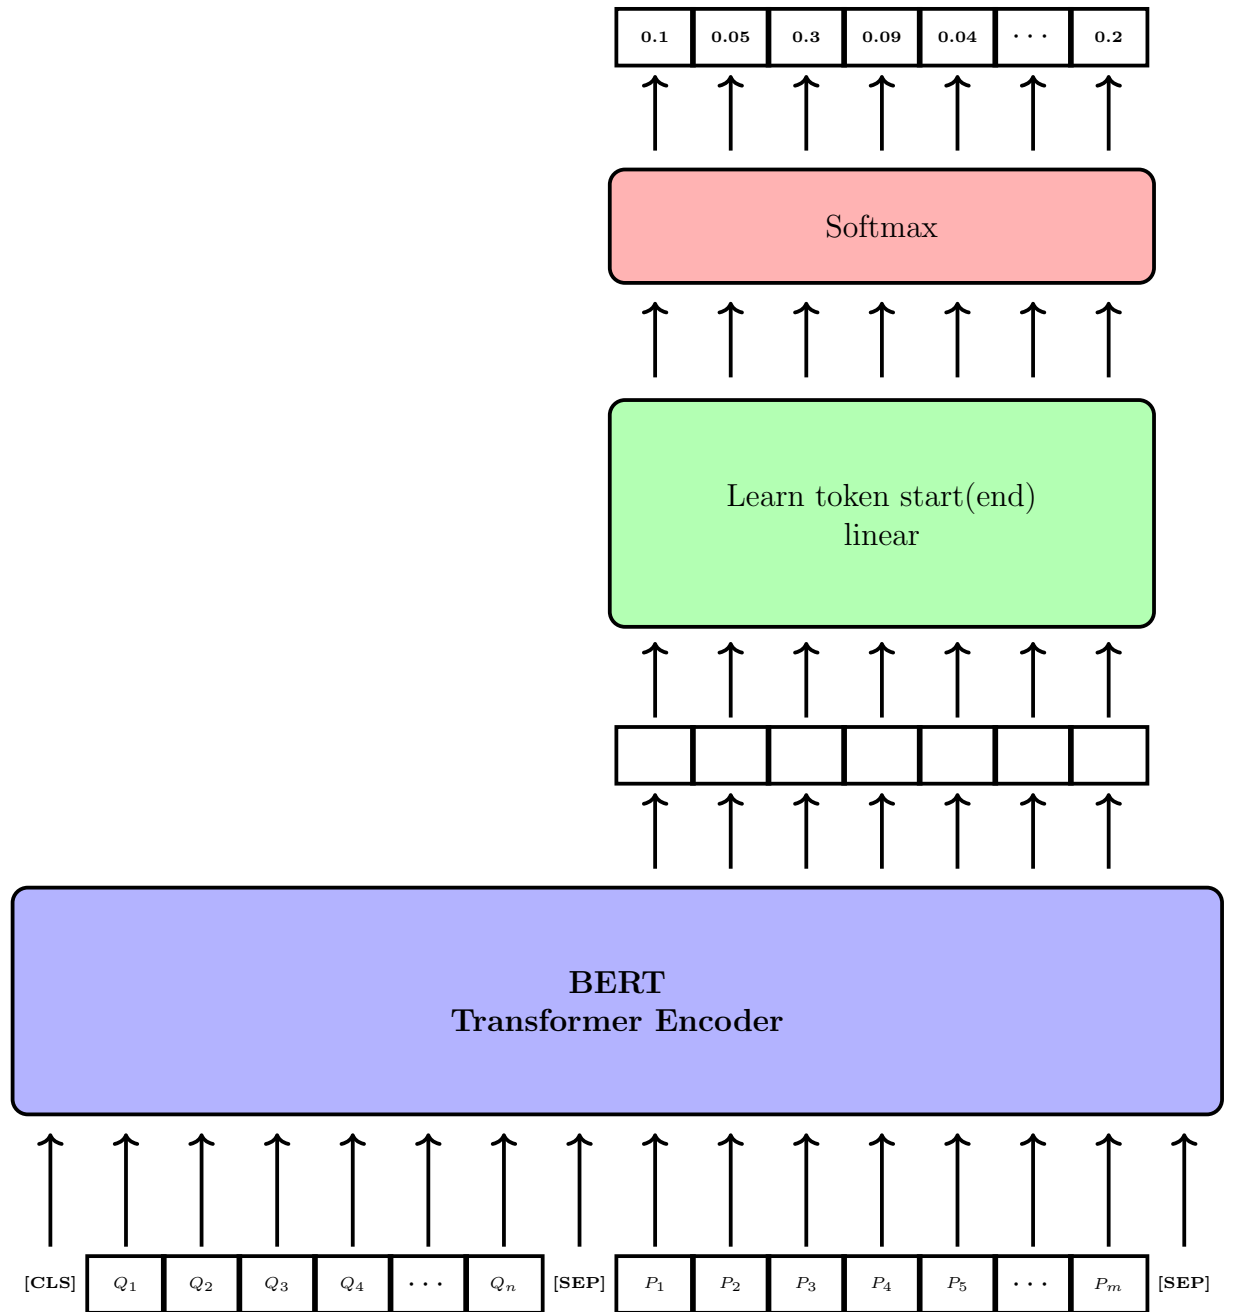 0.1 0.05 0.3 0.09 0.04 ··· 0.2
Softmax
Learn token start(end)
linear
BERT
Transformer Encoder
[CLS] Q₁ Q₂ Q₃ Q₄ ··· Qₙ [SEP] P₁ P₂ P₃ P₄ P₅ ··· Pₘ [SEP]